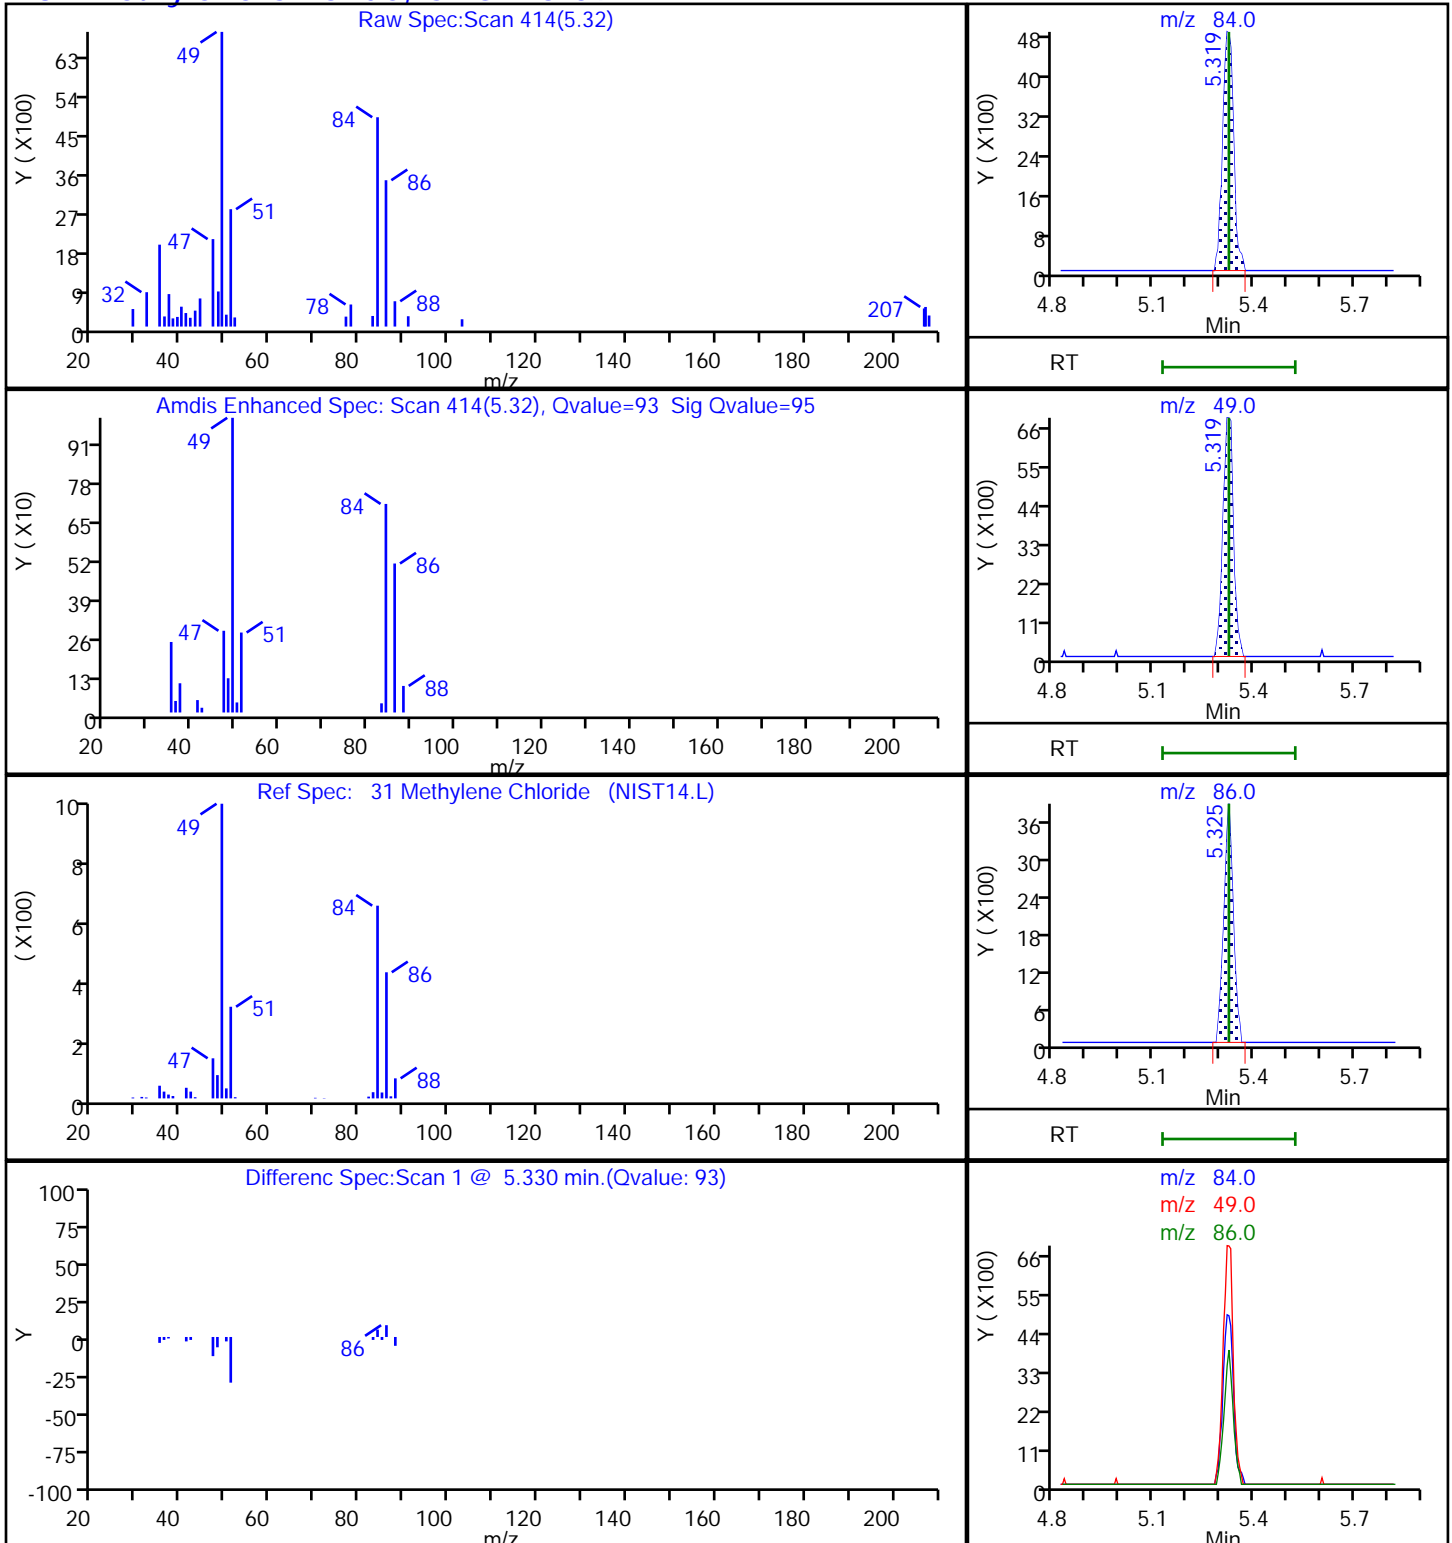 Raw Spec:Scan 414(5.32)
Y ( X100)
63
54
45
36
27
18
9
0
49
84
86
51
47
32
78
88
207
20 40 60 80 100 120 140 160 180 200
m/z
m/z 84.0
Y ( X100)
48
40
32
24
16
8
0
5.319
4.8 5.1 5.4 5.7
Min
RT
Amdis Enhanced Spec: Scan 414(5.32), Qvalue=93 Sig Qvalue=95
Y ( X10)
91
78
65
52
39
26
13
0
49
84
86
47
51
88
20 40 60 80 100 120 140 160 180 200
m/z
m/z 49.0
Y ( X100)
66
55
44
33
22
11
0
5.319
4.8 5.1 5.4 5.7
Min
RT
Ref Spec: 31 Methylene Chloride (NIST14.L)
( X100)
10
8
6
4
2
0
49
84
86
51
47
88
20 40 60 80 100 120 140 160 180 200
m/z 86.0
Y ( X100)
36
30
24
18
12
6
0
5.325
4.8 5.1 5.4 5.7
Min
RT
Differenc Spec:Scan 1 @ 5.330 min.(Qvalue: 93)
Y
100
75
50
25
0
-25
-50
-75
-100
86
20 40 60 80 100 120 140 160 180 200
m/z
m/z 84.0
m/z 49.0
m/z 86.0
Y ( X100)
66
55
44
33
22
11
0
4.8 5.1 5.4 5.7
Min